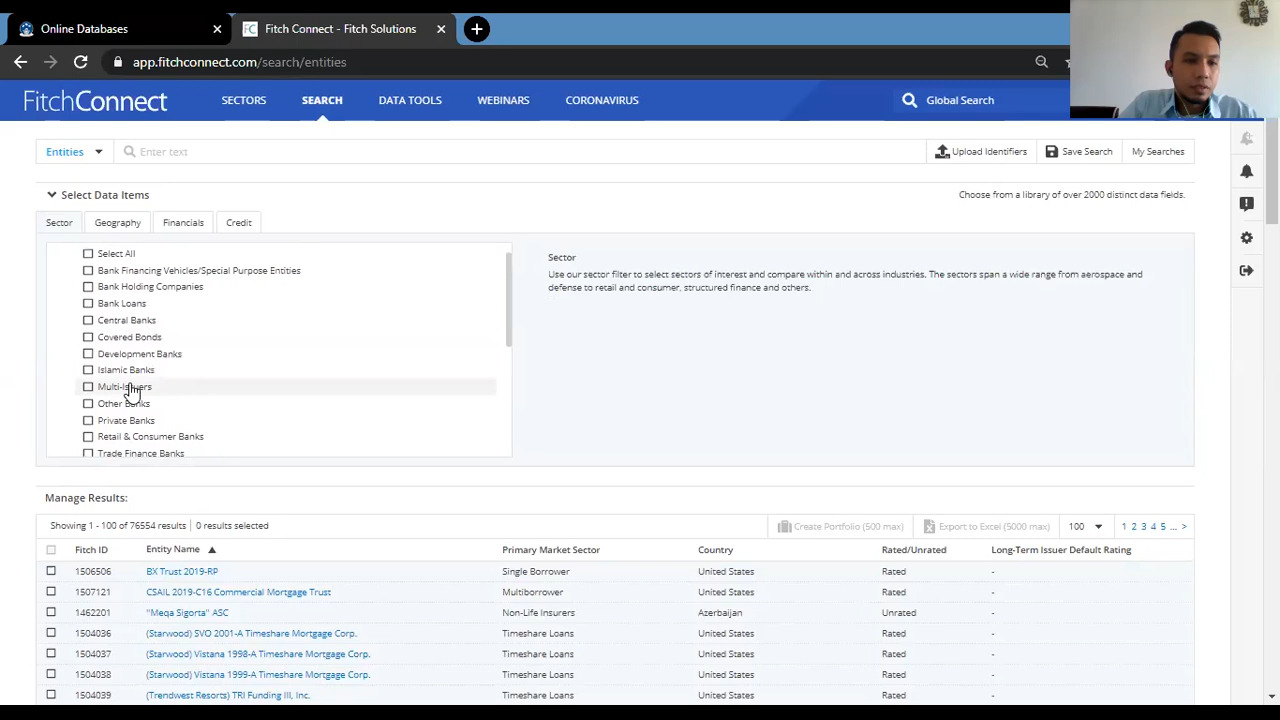 Online Databases
Fitch Connect - Fitch Solutions
app.fitchconnect.com/search/entities
FitchConnect SECTORS SEARCH DATA TOOLS WEBINARS CORONAVIRUS Global Search
Entities Enter text Upload Identifiers Save Search My Searches
Select Data Items Choose from a library of over 2000 distinct data fields.
Sector Geography Financials Credit
Select All
Bank Financing Vehicles/Special Purpose Entities
Bank Holding Companies
Bank Loans
Central Banks
Covered Bonds
Development Banks
Islamic Banks
Multi-Issuers
Other Banks
Private Banks
Retail & Consumer Banks
Trade Finance Banks
Sector
Use our sector filter to select sectors of interest and compare within and across industries. The sectors span a wide range from aerospace and
defense to retail and consumer, structured finance and others.
Manage Results:
Showing 1 - 100 of 76554 results 0 results selected Create Portfolio (500 max) Export to Excel (5000 max) 100 1 2 3 4 5 ... >
Fitch ID Entity Name Primary Market Sector Country Rated/Unrated Long-Term Issuer Default Rating
1506506 BX Trust 2019-RP Single Borrower United States Rated -
1507121 CSAIL 2019-C16 Commercial Mortgage Trust Multiborrower United States Rated -
1462201 "Meqa Sigorta" ASC Non-Life Insurers Azerbaijan Unrated -
1504036 (Starwood) SVO 2001-A Timeshare Mortgage Corp. Timeshare Loans United States Rated -
1504037 (Starwood) Vistana 1998-A Timeshare Mortgage Corp. Timeshare Loans United States Rated -
1504038 (Starwood) Vistana 1999-A Timeshare Mortgage Corp. Timeshare Loans United States Rated -
1504039 (Trendwest Resorts) TRI Funding III, Inc. Timeshare Loans United States Rated -